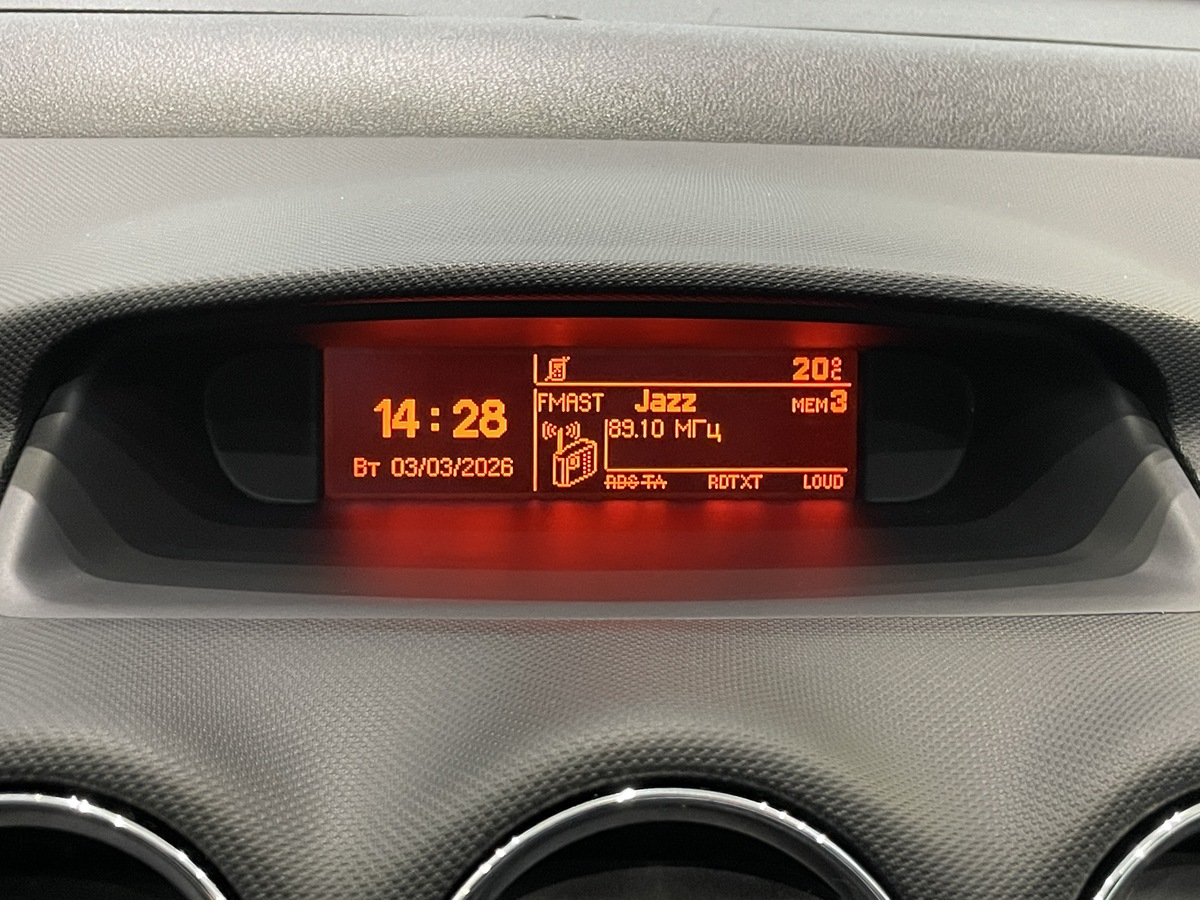 20°C
14:28
Вт 03/03/2026
FMAST Jazz MEM3
89.10 МГц
RDS TA RDTXT LOUD